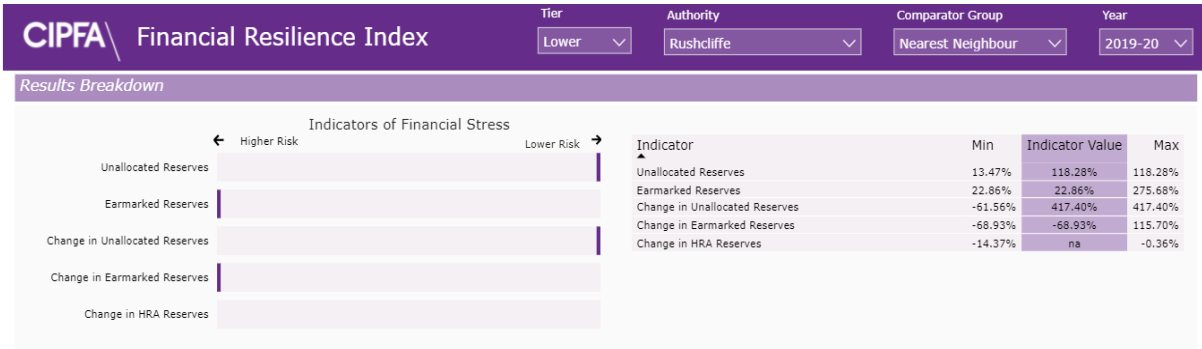 CIPFA\ Financial Resilience Index
Tier Authority Comparator Group Year
Lower Rushcliffe Nearest Neighbour 2019-20
Results Breakdown
Indicators of Financial Stress
← Higher Risk Lower Risk →
Unallocated Reserves
Earmarked Reserves
Change in Unallocated Reserves
Change in Earmarked Reserves
Change in HRA Reserves
Indicator Min Indicator Value Max
Unallocated Reserves 13.47% 118.28% 118.28%
Earmarked Reserves 22.86% 22.86% 275.68%
Change in Unallocated Reserves -61.56% 417.40% 417.40%
Change in Earmarked Reserves -68.93% -68.93% 115.70%
Change in HRA Reserves -14.37% na -0.36%